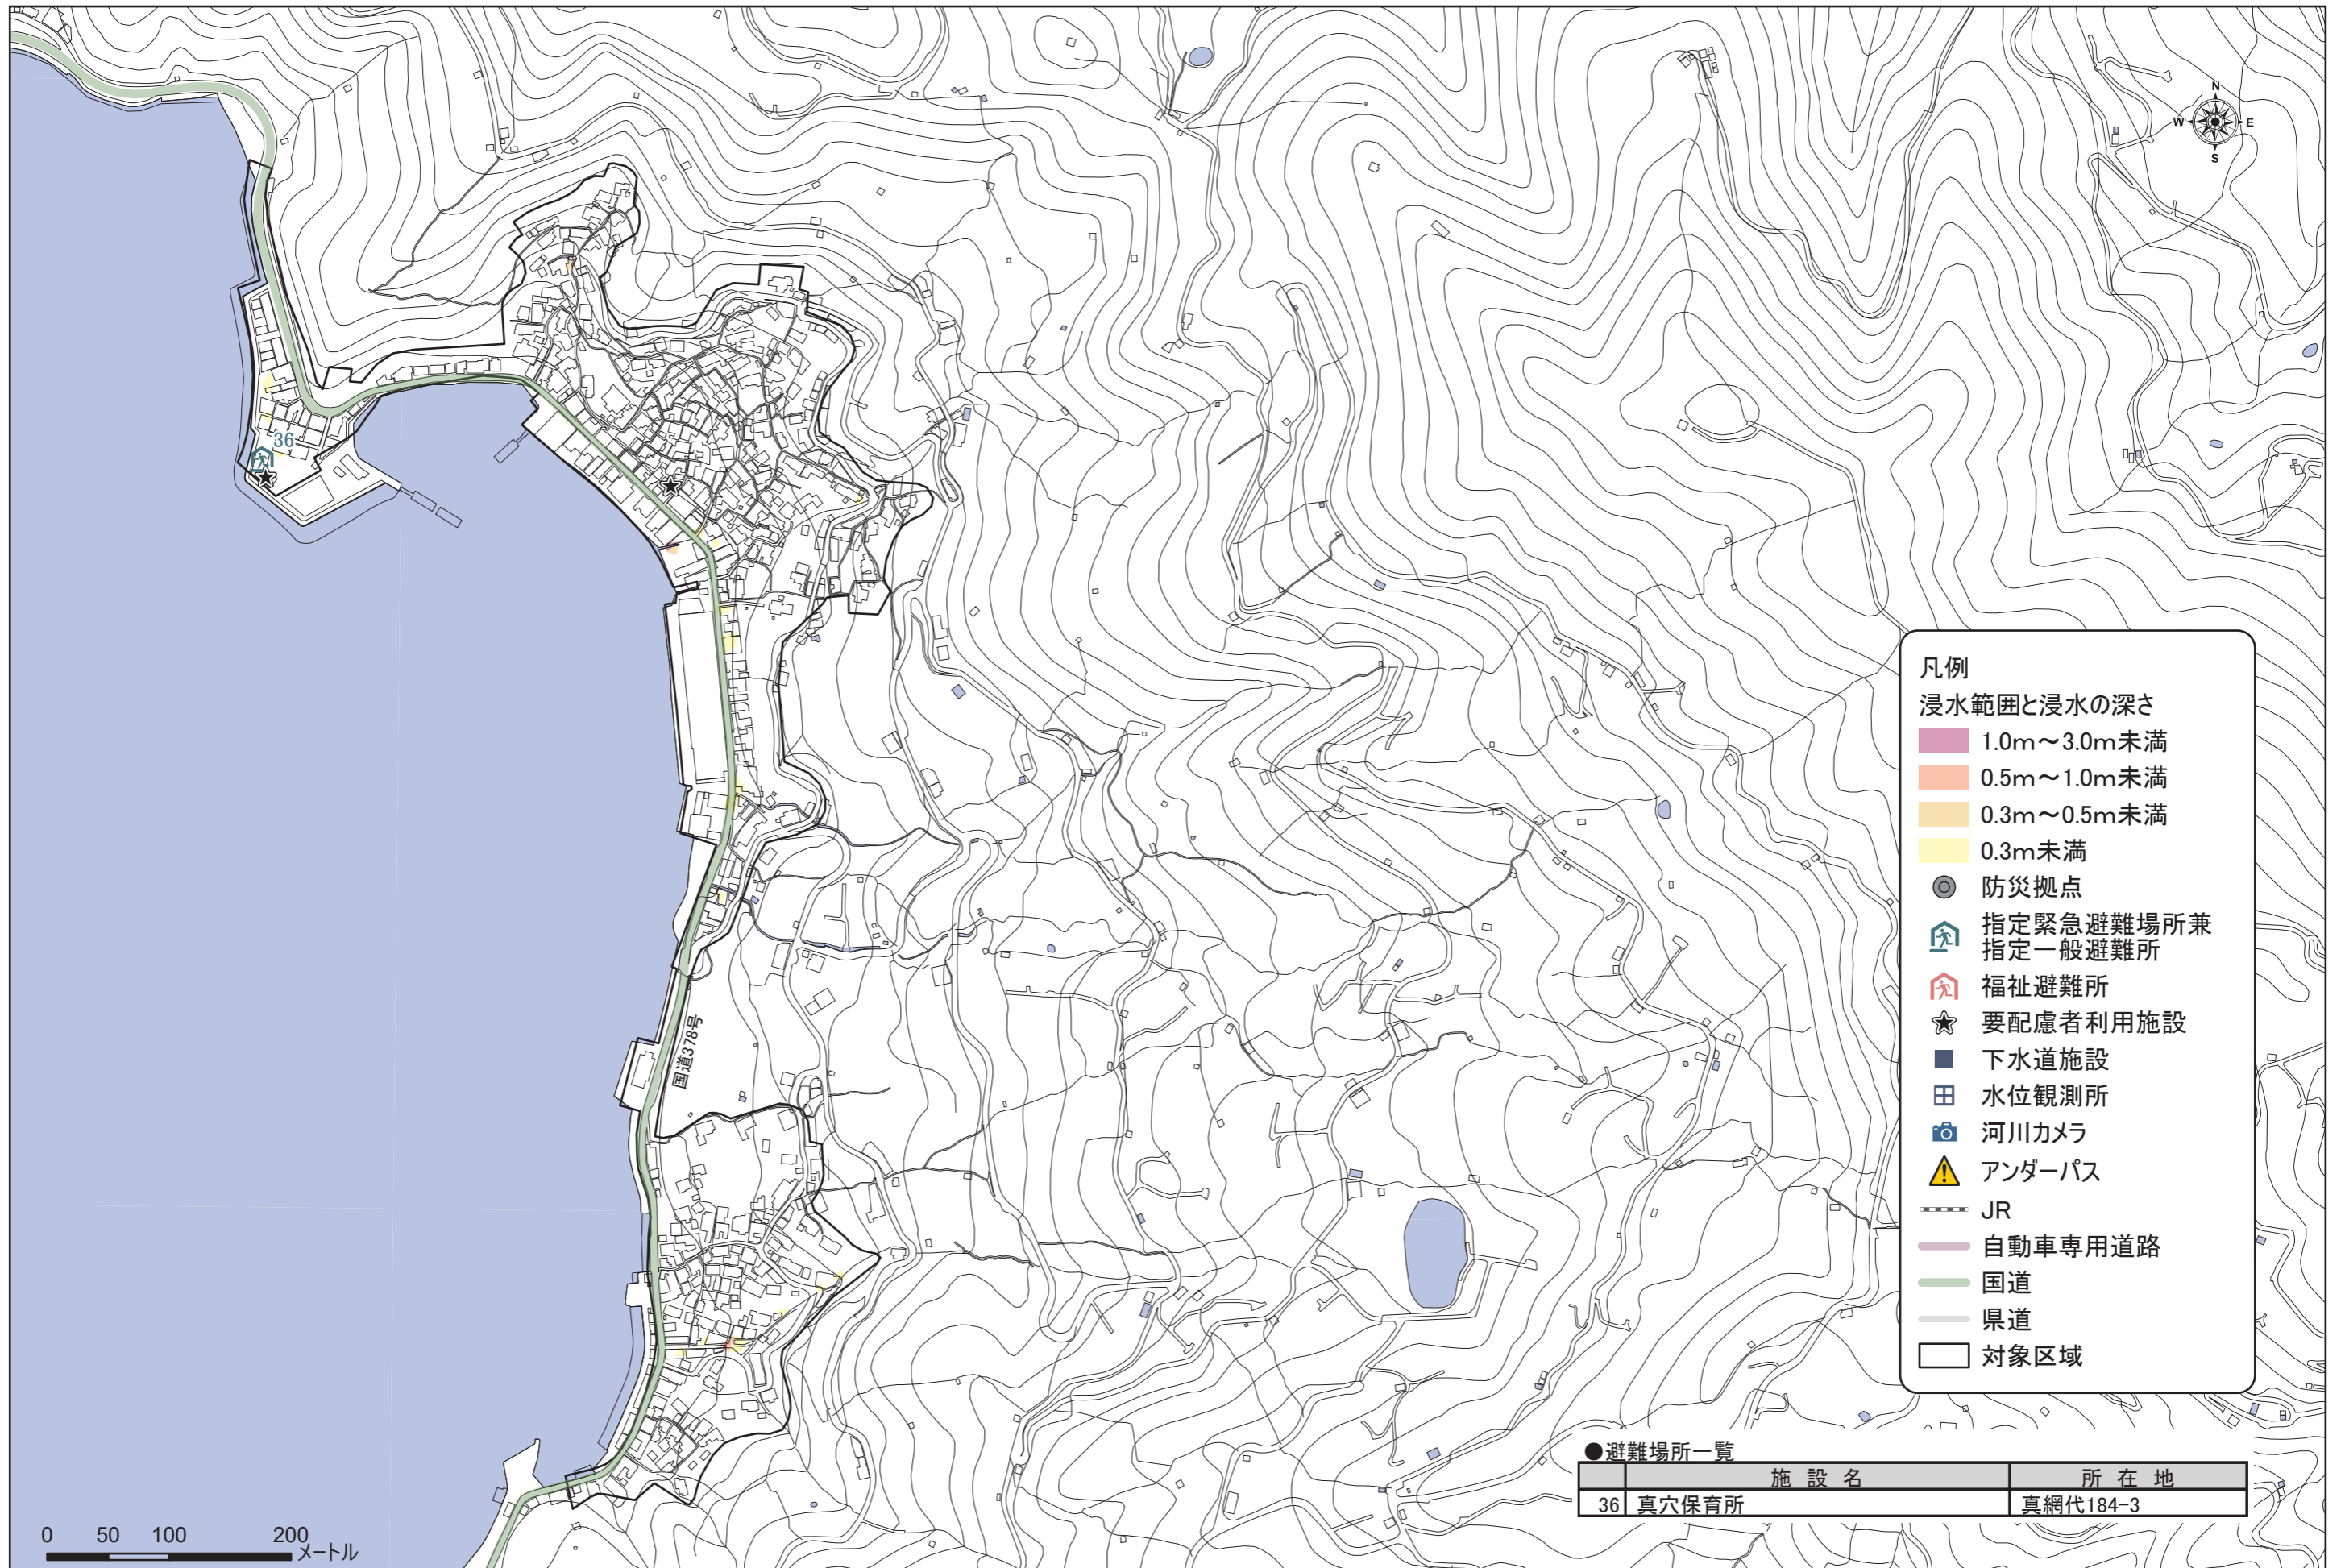 N
W E
S
36
国道378号
凡例
浸水範囲と浸水の深さ
1.0m～3.0m未満
0.5m～1.0m未満
0.3m～0.5m未満
0.3m未満
防災拠点
指定緊急避難場所兼
指定一般避難所
福祉避難所
要配慮者利用施設
下水道施設
水位観測所
河川カメラ
アンダーパス
JR
自動車専用道路
国道
県道
対象区域
●避難場所一覧
施 設 名 所 在 地
36 真穴保育所 真網代184-3
0 50 100 200
メートル